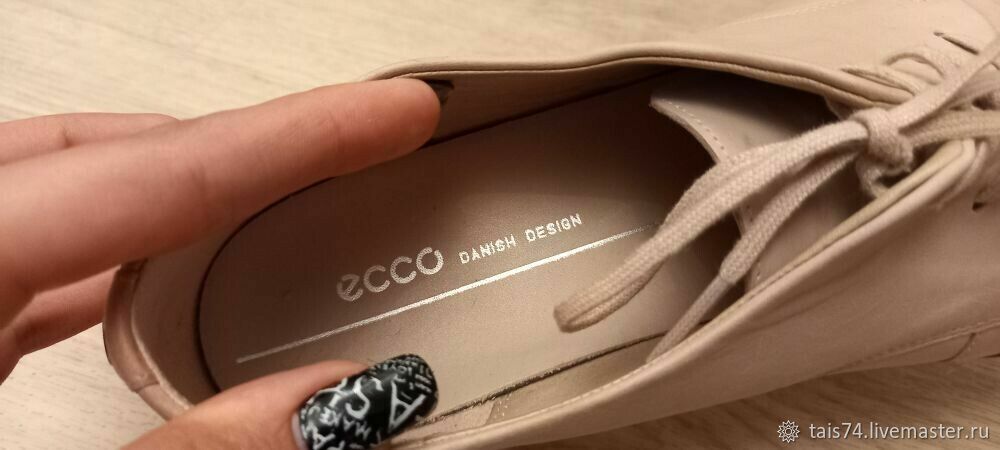 ecco DANISH DESIGN
tais74.livemaster.ru